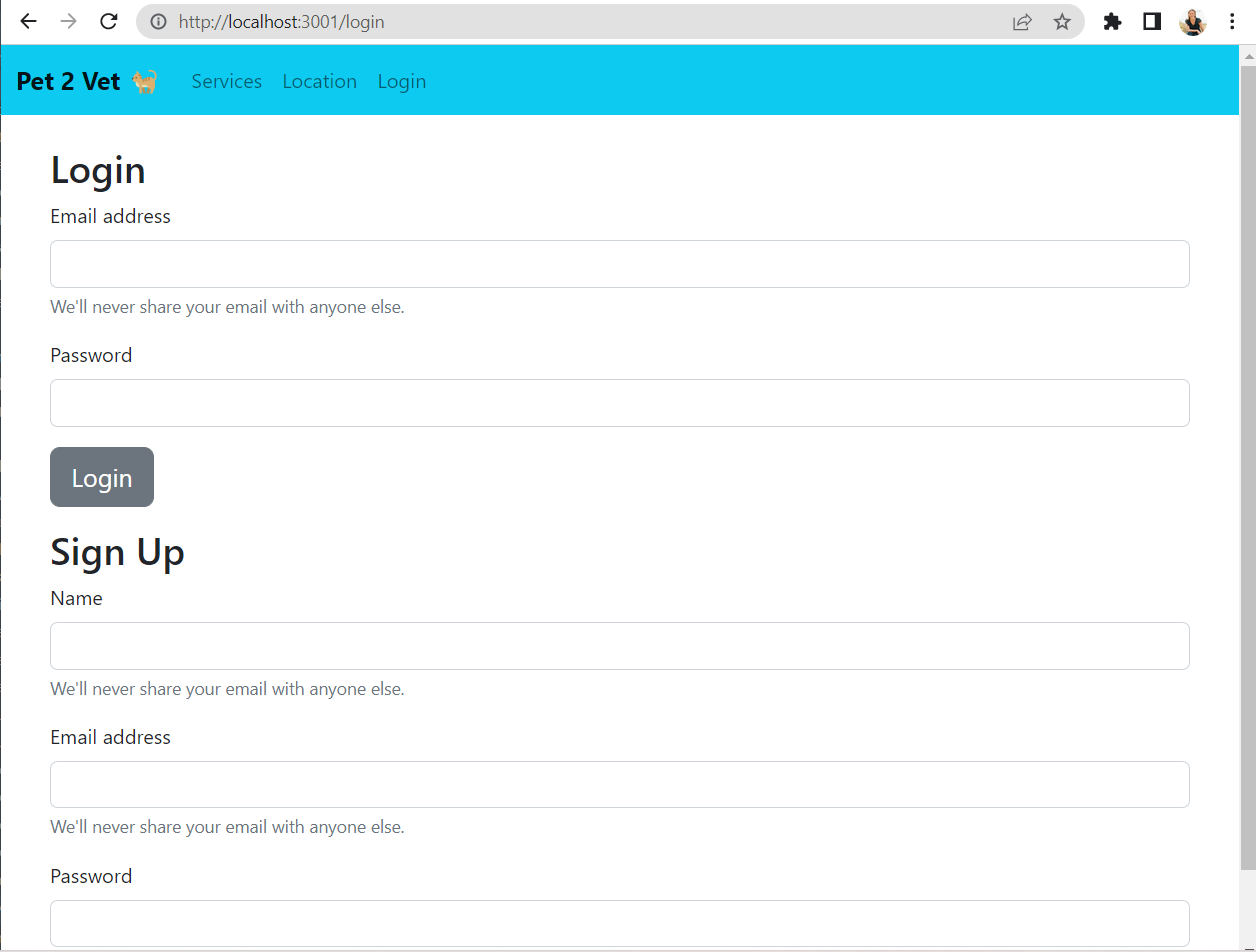 http://localhost:3001/login
Pet 2 Vet Services Location Login
Login
Email address
We'll never share your email with anyone else.
Password
Login
Sign Up
Name
We'll never share your email with anyone else.
Email address
We'll never share your email with anyone else.
Password